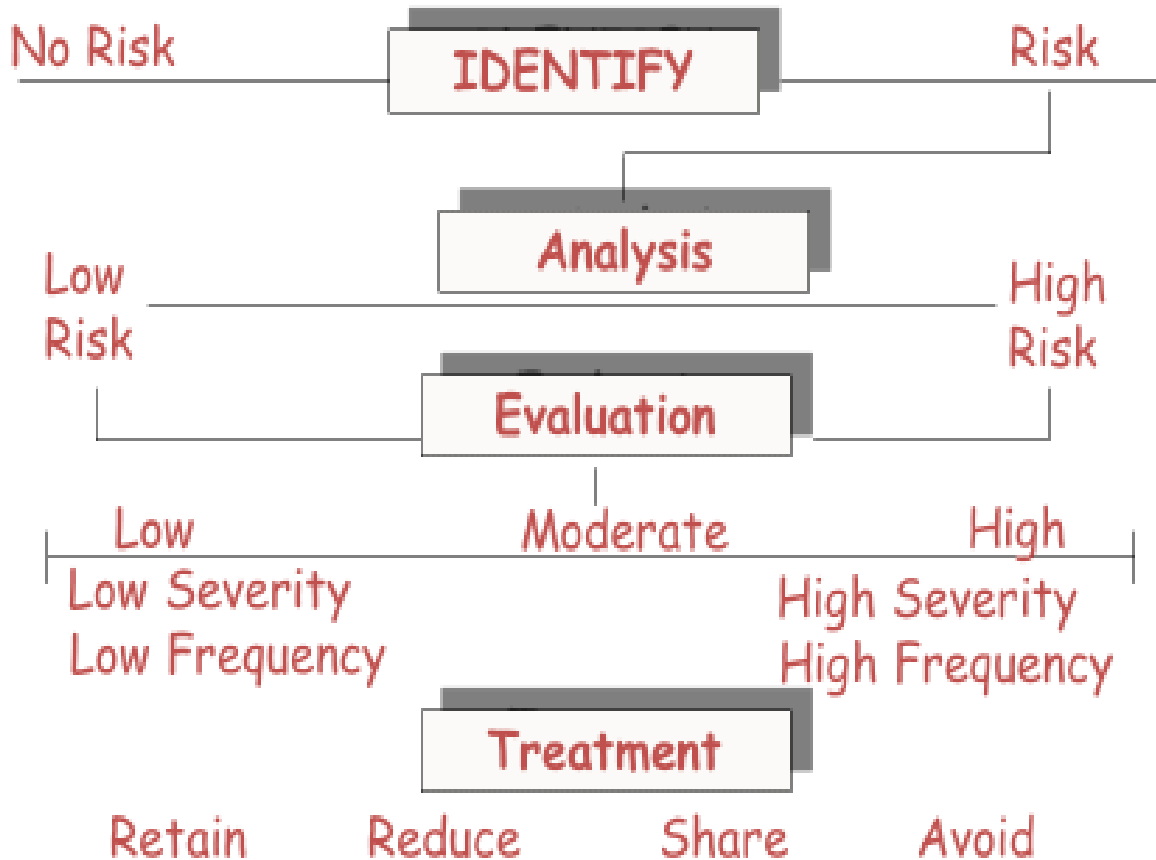 No Risk
IDENTIFY
Risk
Analysis
Low
Risk
High
Risk
Evaluation
Low
Moderate
High
Low Severity
Low Frequency
High Severity
High Frequency
Treatment
Retain
Reduce
Share
Avoid